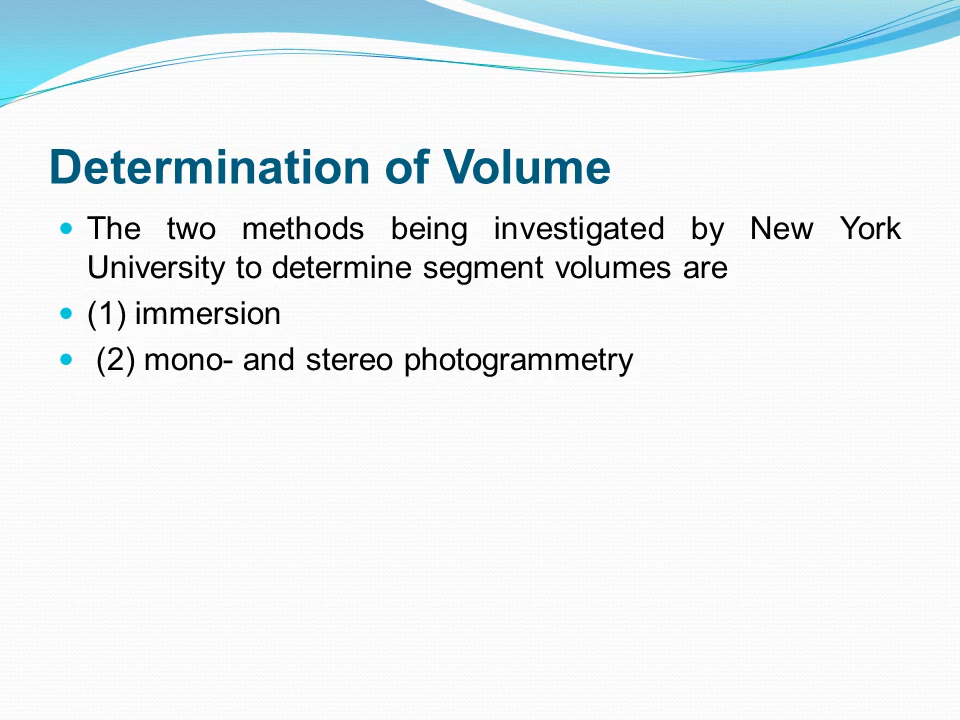 Determination of Volume
The two methods being investigated by New York
University to determine segment volumes are
(1) immersion
(2) mono- and stereo photogrammetry